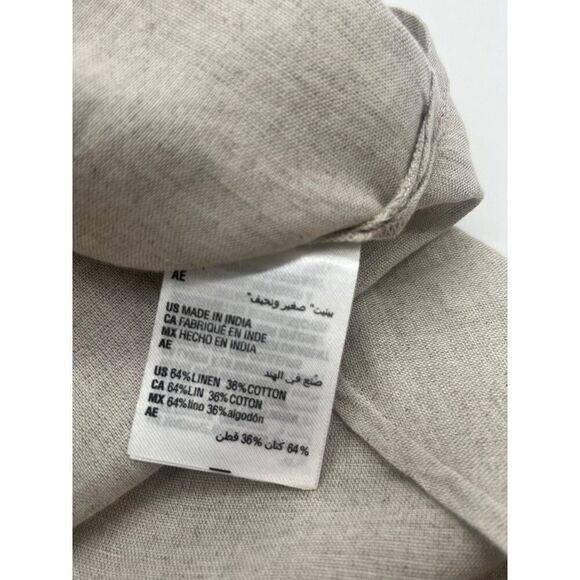 AE
بيتيت" صغير ونحيف"
US MADE IN INDIA
CA FABRIQUÉ EN INDE
MX HECHO EN INDIA
AE
صُنع في الهند
US 64%LINEN 36%COTTON
CA 64%LIN 36%COTON
MX 64%lino 36%algodón
AE
64% كتان 36% قطن